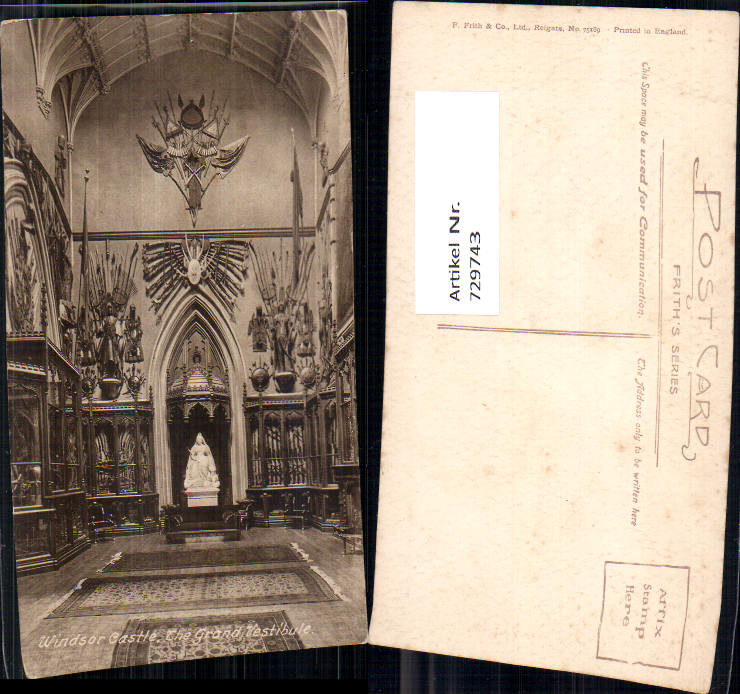 Windsor Castle, The Grand Vestibule.
F. Frith & Co., Ltd., Reigate, No. 75189 Printed in England.
This Space may be used for Communication.
POST CARD
FRITH'S SERIES
The Address only to be written here
Affix
Stamp
Here
Artikel Nr.
729743